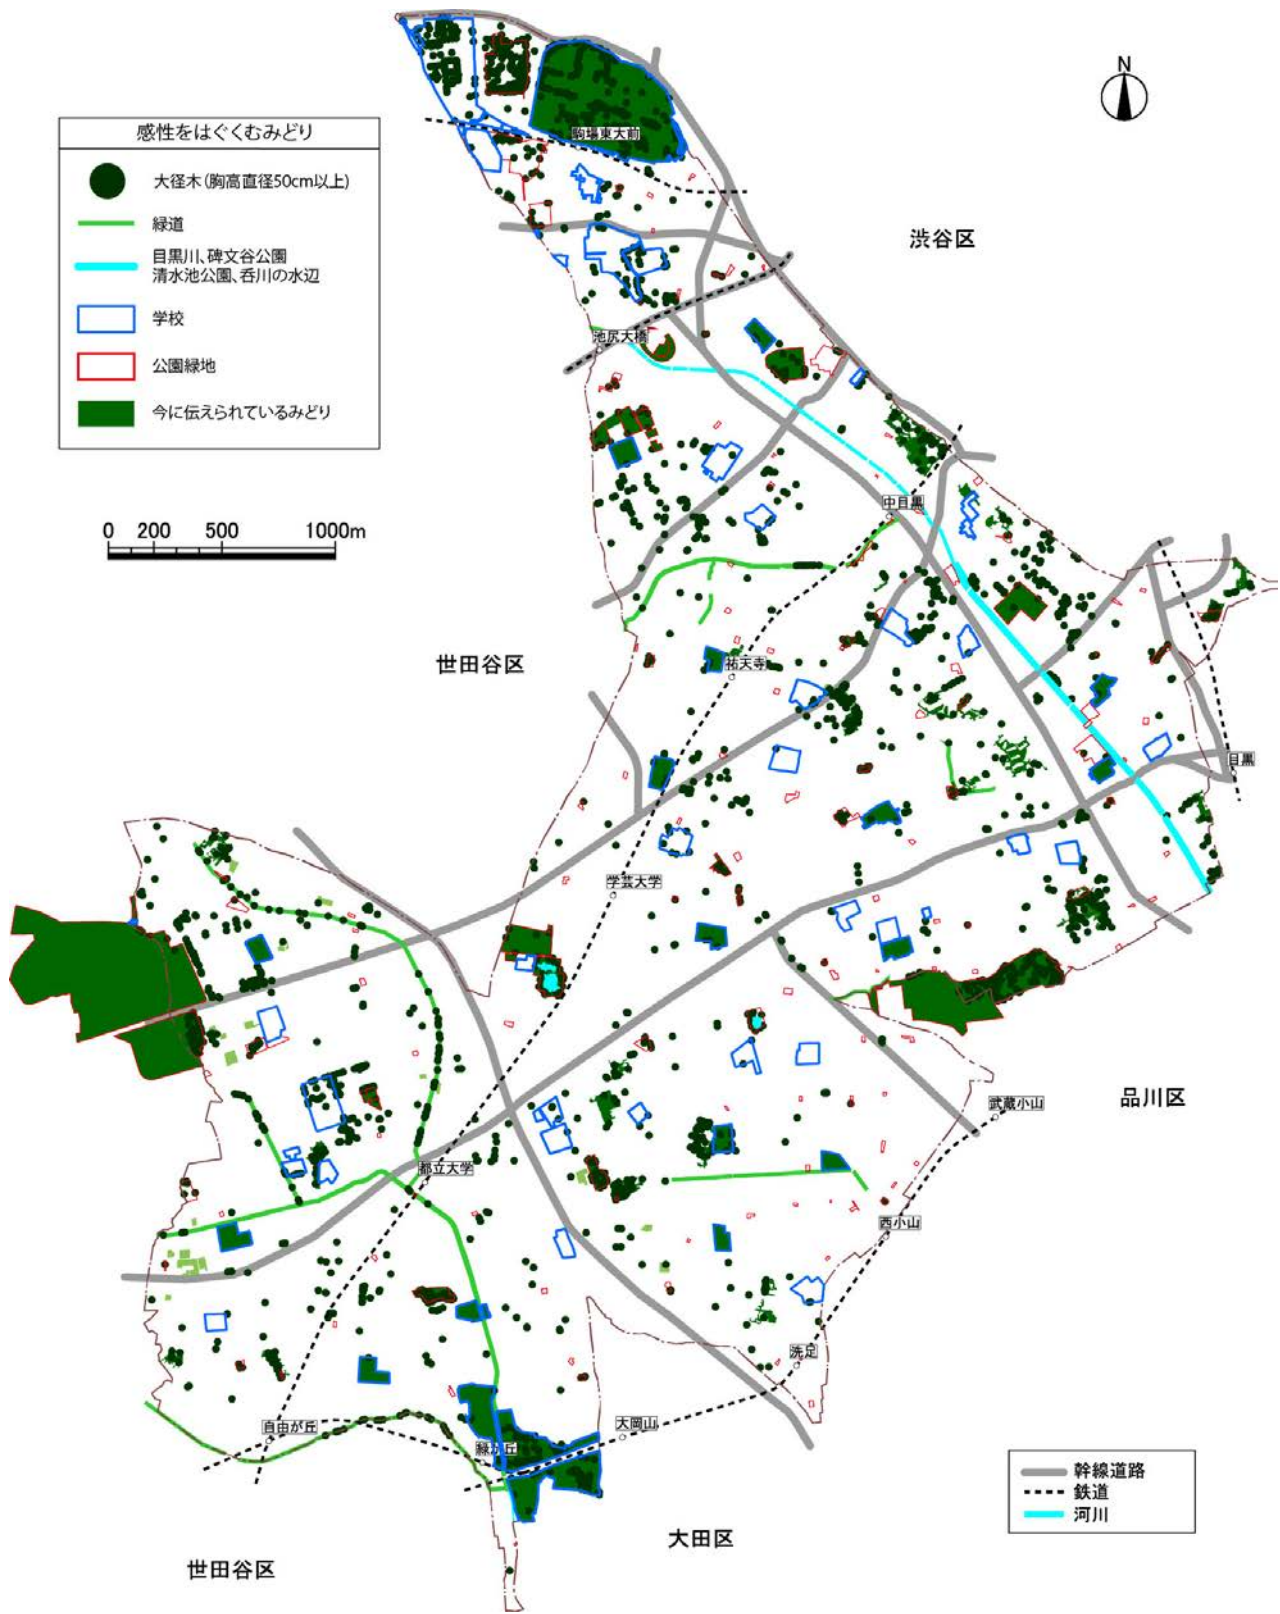 N
感性をはぐくむみどり
大径木(胸高直径50cm以上)
緑道
目黒川、碑文谷公園
清水池公園、呑川の水辺
学校
公園緑地
今に伝えられているみどり
0 200 500 1000m
駒場東大前
渋谷区
池尻大橋
中目黒
世田谷区
祐天寺
目黒
学芸大学
品川区
武蔵小山
都立大学
西小山
洗足
自由が丘
緑が丘
大岡山
大田区
世田谷区
幹線道路
鉄道
河川